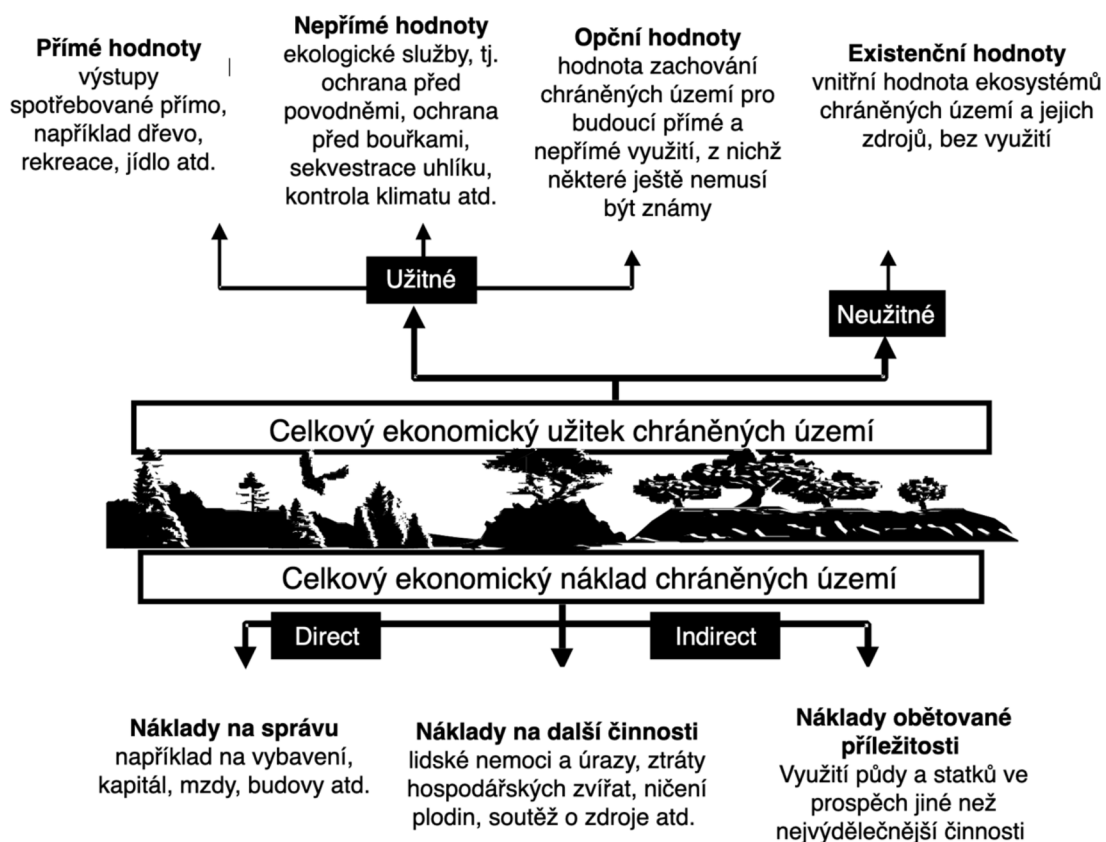 Přímé hodnoty
výstupy
spotřebované přímo,
například dřevo,
rekreace, jídlo atd.
Nepřímé hodnoty
ekologické služby, tj.
ochrana před
povodněmi, ochrana
před bouřkami,
sekvestrace uhlíku,
kontrola klimatu atd.
Opční hodnoty
hodnota zachování
chráněných území pro
budoucí přímé a
nepřímé využití, z nichž
některé ještě nemusí
být známy
Existenční hodnoty
vnitřní hodnota ekosystémů
chráněných území a jejich
zdrojů, bez využití
Užitné
Neužitné
Celkový ekonomický užitek chráněných území
Celkový ekonomický náklad chráněných území
Direct
Indirect
Náklady na správu
například na vybavení,
kapitál, mzdy, budovy atd.
Náklady na další činnosti
lidské nemoci a úrazy, ztráty
hospodářských zvířat, ničení
plodin, soutěž o zdroje atd.
Náklady obětované
příležitosti
Využití půdy a statků ve
prospěch jiné než
nejvýdělečnější činnosti